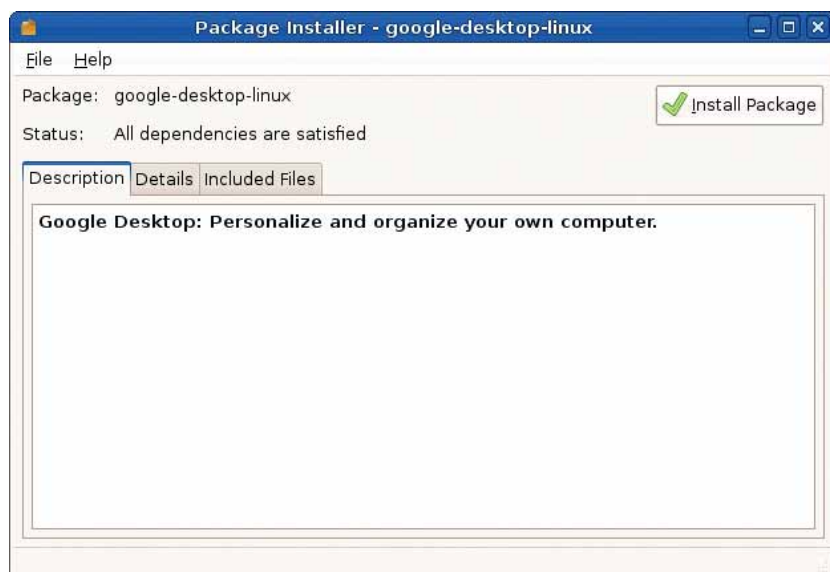 Package Installer - google-desktop-linux
File Help
Package: google-desktop-linux
Install Package
Status: All dependencies are satisfied
Description Details Included Files
Google Desktop: Personalize and organize your own computer.